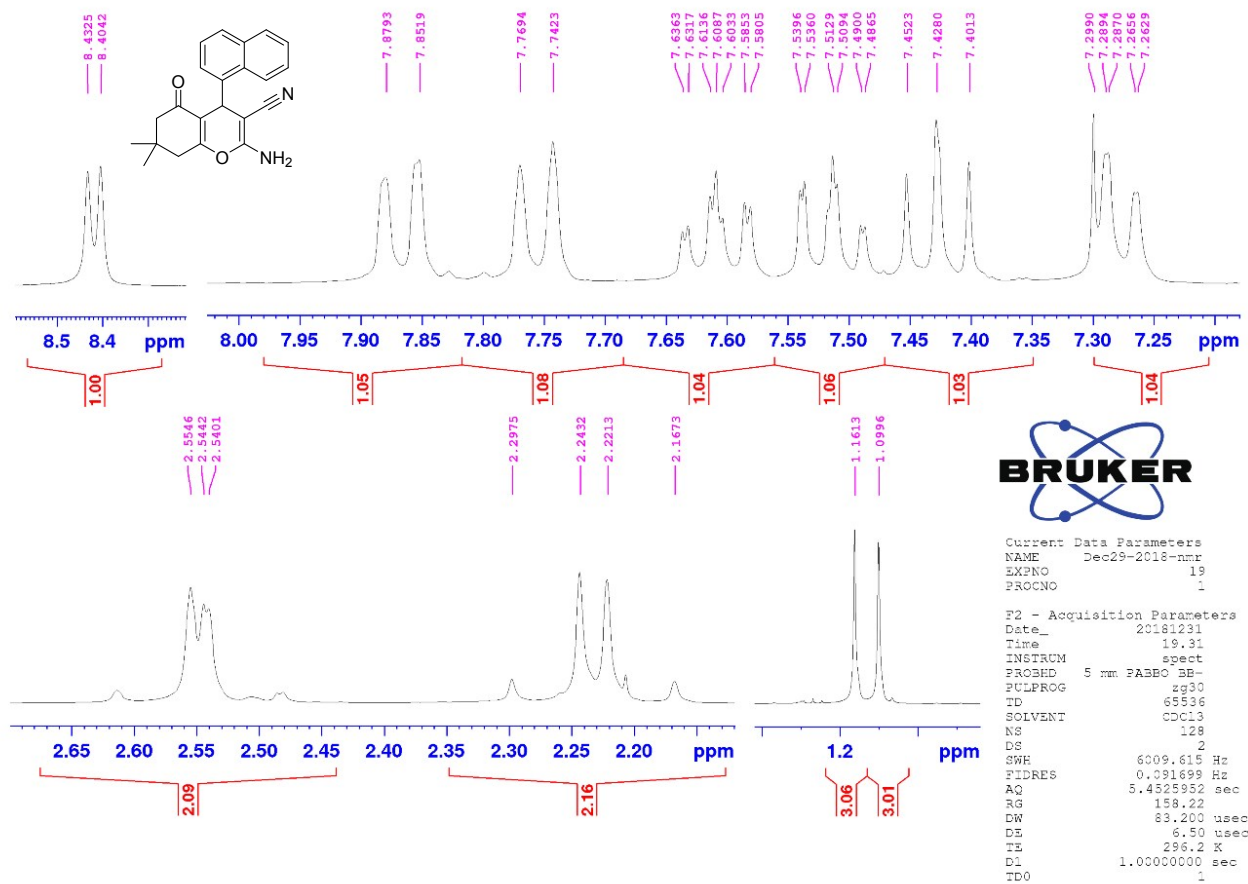 8.4325
8.4042
7.8793
7.8519
7.7694
7.7423
7.6363
7.6317
7.6136
7.6087
7.6033
7.5853
7.5805
7.5396
7.5360
7.5129
7.5094
7.4900
7.4865
7.4523
7.4280
7.4013
7.2990
7.2894
7.2870
7.2656
7.2629
N
O
O
NH2
8.5 8.4 ppm
8.00 7.95 7.90 7.85 7.80 7.75 7.70 7.65 7.60 7.55 7.50 7.45 7.40 7.35 7.30 7.25 ppm
1.00
1.05
1.08
1.04
1.06
1.03
1.04
2.5546
2.5442
2.5401
2.2975
2.2432
2.2213
2.1673
1.1613
1.0996
2.65 2.60 2.55 2.50 2.45 2.40 2.35 2.30 2.25 2.20 ppm
1.2 ppm
2.09
2.16
3.06
3.01
BRUKER
Current Data Parameters
NAME Dec29-2018-nmr
EXPNO 19
PROCNO 1
F2 - Acquisition Parameters
Date_ 20181231
Time 19.31
INSTRUM spect
PROBHD 5 mm PABBO BB-
PULPROG zg30
TD 65536
SOLVENT CDCl3
NS 128
DS 2
SWH 6009.615 Hz
FIDRES 0.091699 Hz
AQ 5.4525952 sec
RG 158.22
DW 83.200 usec
DE 6.50 usec
TE 296.2 K
D1 1.00000000 sec
TD0 1